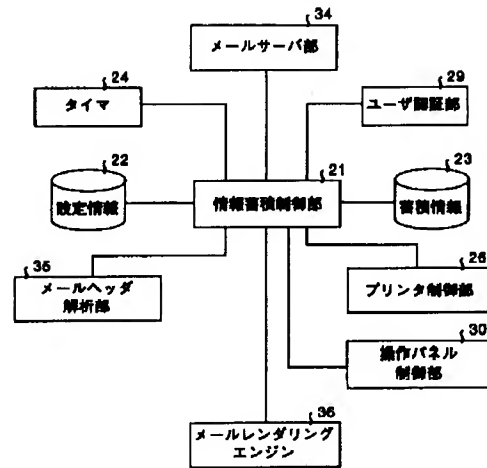 34
メールサーバ部
24
タイマ
29
ユーザ認証部
22
設定情報
21
情報蓄積制御部
23
蓄積情報
35
メールヘッダ
解析部
26
プリンタ制御部
30
操作パネル
制御部
36
メールレンダリング
エンジン